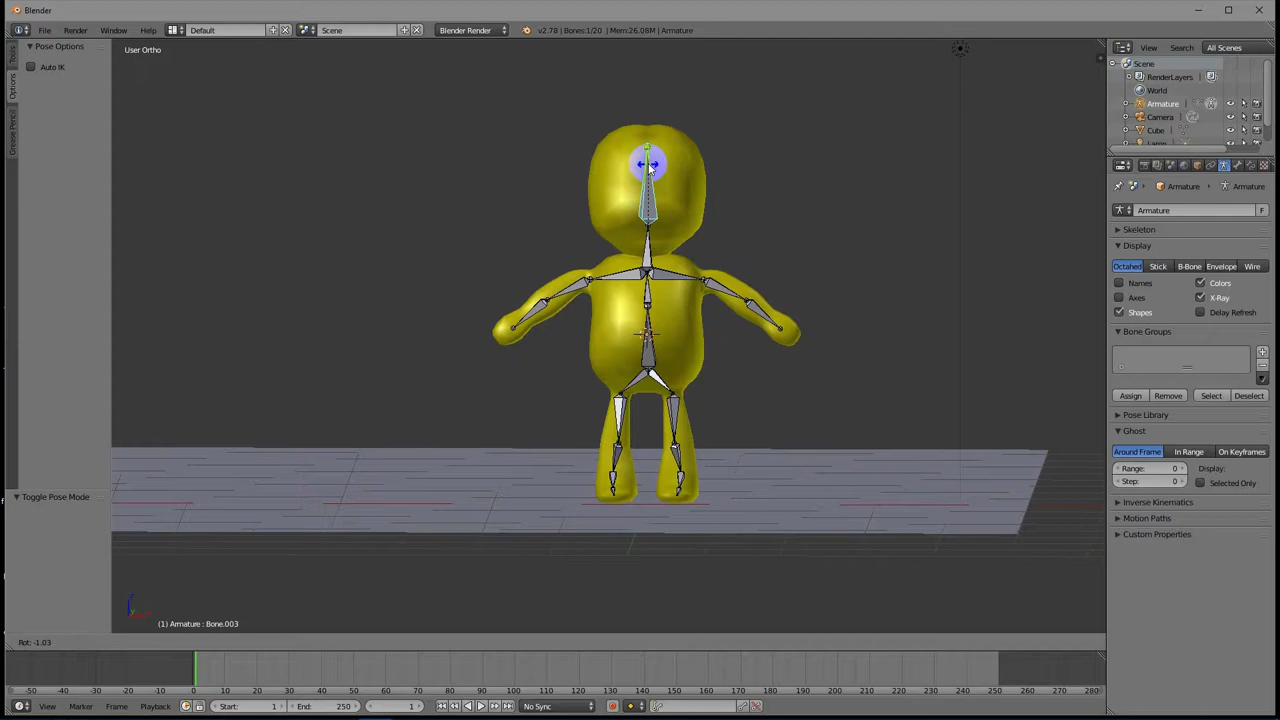 Blender
File Render Window Help Default Scene Blender Render v2.78 | Bones:1/20 | Mem:26.08M | Armature
View Search All Scenes
Pose Options
Auto IK
Tools
Options
Grease Pencil
User Ortho
Scene
RenderLayers
World
Armature
Camera
Cube
Lamp
Armature Armature
Armature F
Skeleton
Display
Octahed Stick B-Bone Envelope Wire
Names Colors
Axes X-Ray
Shapes Delay Refresh
Bone Groups
Assign Remove Select Deselect
Pose Library
Ghost
Around Frame In Range On Keyframes
Range: 0 Display:
Step: 0 Selected Only
Inverse Kinematics
Motion Paths
Custom Properties
Toggle Pose Mode
(1) Armature : Bone.003
Rot: -1.03
-50 -40 -30 -20 -10 0 10 20 30 40 50 60 70 80 90 100 110 120 130 140 150 160 170 180 190 200 210 220 230 240 250 260 270 280
View Marker Frame Playback Start: 1 End: 250 1 No Sync